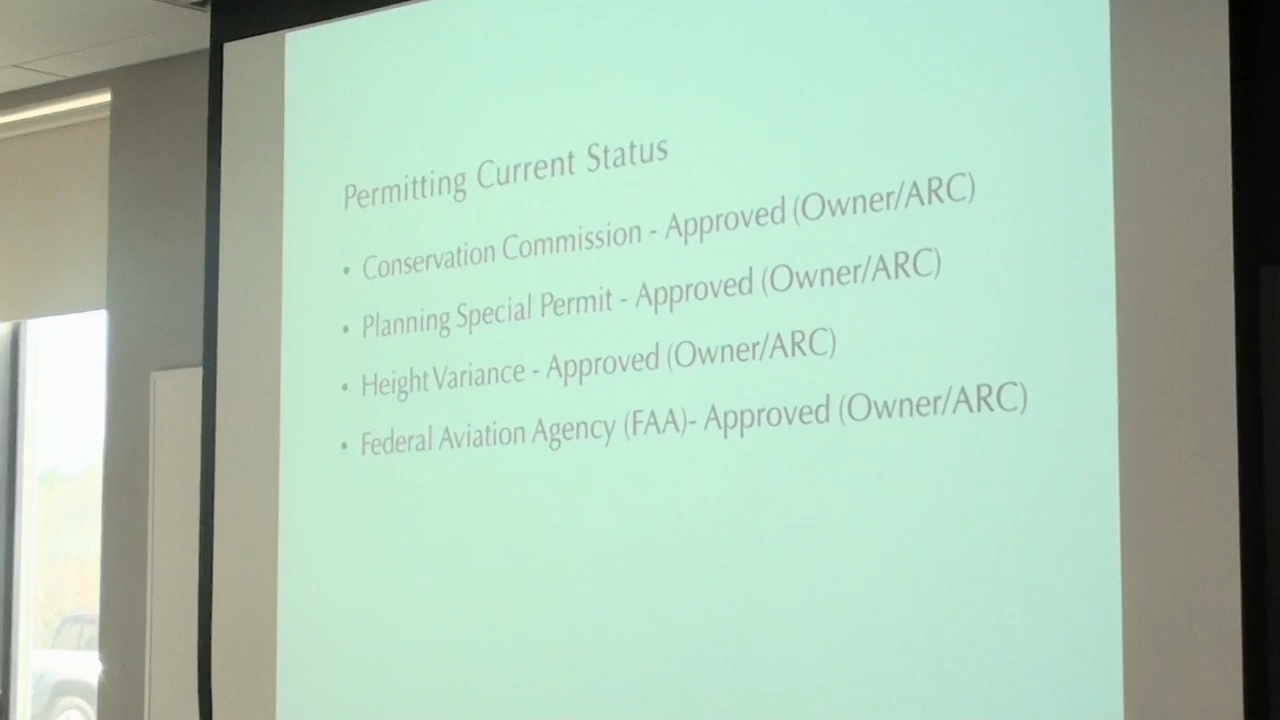 Permitting Current Status
• Conservation Commission - Approved (Owner/ARC)
• Planning Special Permit - Approved (Owner/ARC)
• Height Variance - Approved (Owner/ARC)
• Federal Aviation Agency (FAA)- Approved (Owner/ARC)